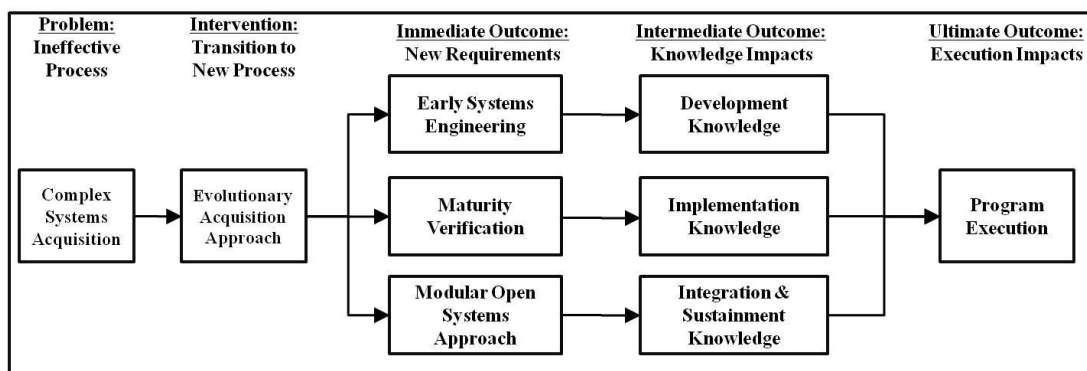 Problem:
Ineffective
Process
Intervention:
Transition to
New Process
Immediate Outcome:
New Requirements
Intermediate Outcome:
Knowledge Impacts
Ultimate Outcome:
Execution Impacts
Complex
Systems
Acquisition
Evolutionary
Acquisition
Approach
Early Systems
Engineering
Development
Knowledge
Maturity
Verification
Implementation
Knowledge
Modular Open
Systems
Approach
Integration &
Sustainment
Knowledge
Program
Execution